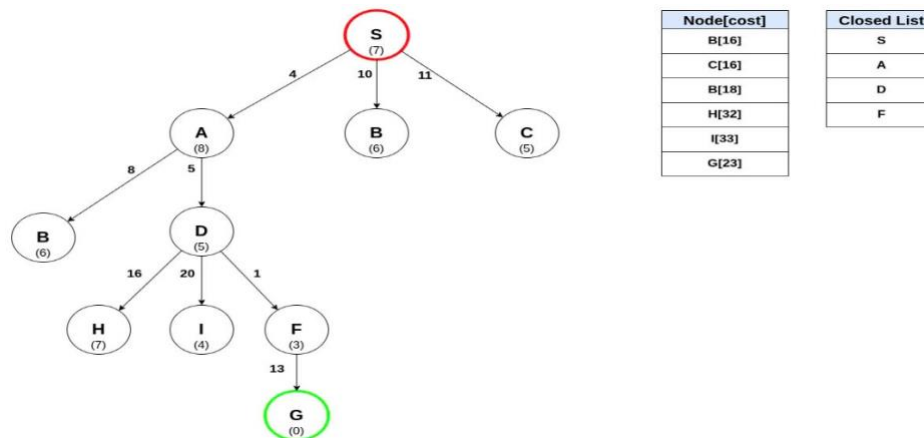 S
(7)
4
10
11
A
(8)
B
(6)
C
(5)
8
5
B
(6)
D
(5)
16
20
1
H
(7)
I
(4)
F
(3)
13
G
(0)
Node[cost]
B[16]
C[16]
B[18]
H[32]
I[33]
G[23]
Closed List
S
A
D
F